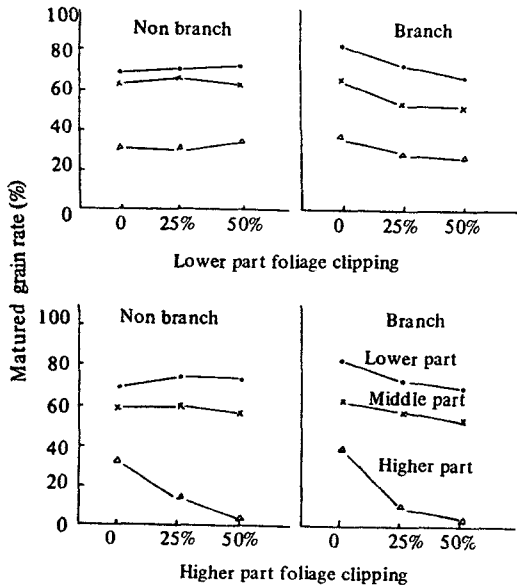 Matured grain rate (%)
Non branch
Branch
100
80
60
40
20
0
0 25% 50%
0 25% 50%
Lower part foliage clipping
Non branch
Branch
100
80
60
40
20
0
Lower part
Middle part
Higher part
0 25% 50%
0 25% 50%
Higher part foliage clipping